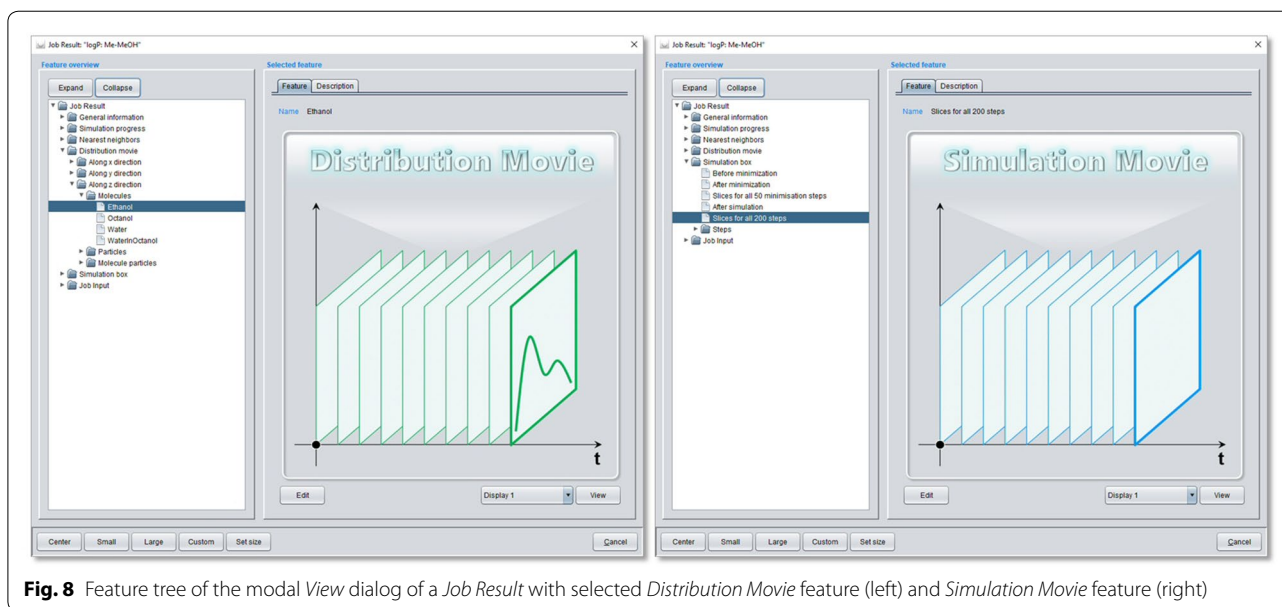 Job Result: "logP: Me-MeOH"
Feature overview
Expand Collapse
Job Result
General information
Simulation progress
Nearest neighbors
Distribution movie
Along x direction
Along y direction
Along z direction
Molecules
Ethanol
Octanol
Water
WaterInOctanol
Particles
Molecule particles
Simulation box
Job Input
Selected feature
Feature Description
Name Ethanol
Distribution Movie
t
Edit Display 1 View
Center Small Large Custom Set size Cancel
Job Result: "logP: Me-MeOH"
Feature overview
Expand Collapse
Job Result
General information
Simulation progress
Nearest neighbors
Distribution movie
Simulation box
Before minimization
After minimization
Slices for all 50 minimisation steps
After simulation
Slices for all 200 steps
Steps
Job Input
Selected feature
Feature Description
Name Slices for all 200 steps
Simulation Movie
t
Edit Display 1 View
Center Small Large Custom Set size Cancel
Fig. 8 Feature tree of the modal View dialog of a Job Result with selected Distribution Movie feature (left) and Simulation Movie feature (right)